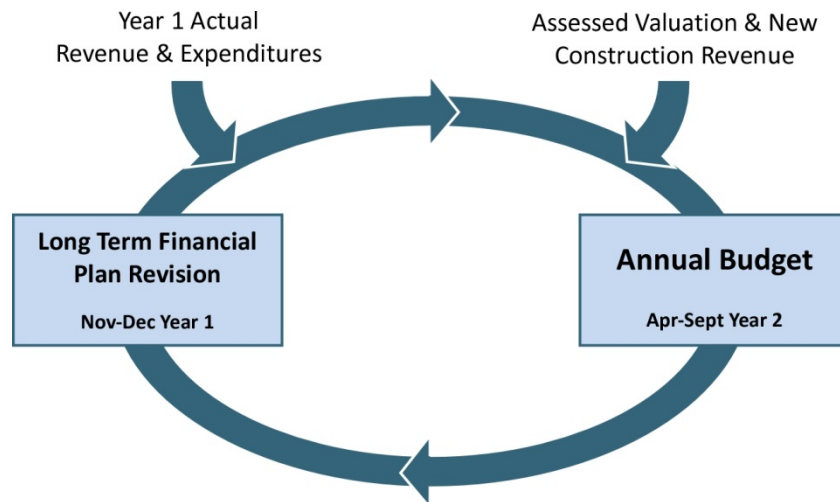 Year 1 Actual
Revenue & Expenditures
Assessed Valuation & New
Construction Revenue
Long Term Financial
Plan Revision
Nov-Dec Year 1
Annual Budget
Apr-Sept Year 2